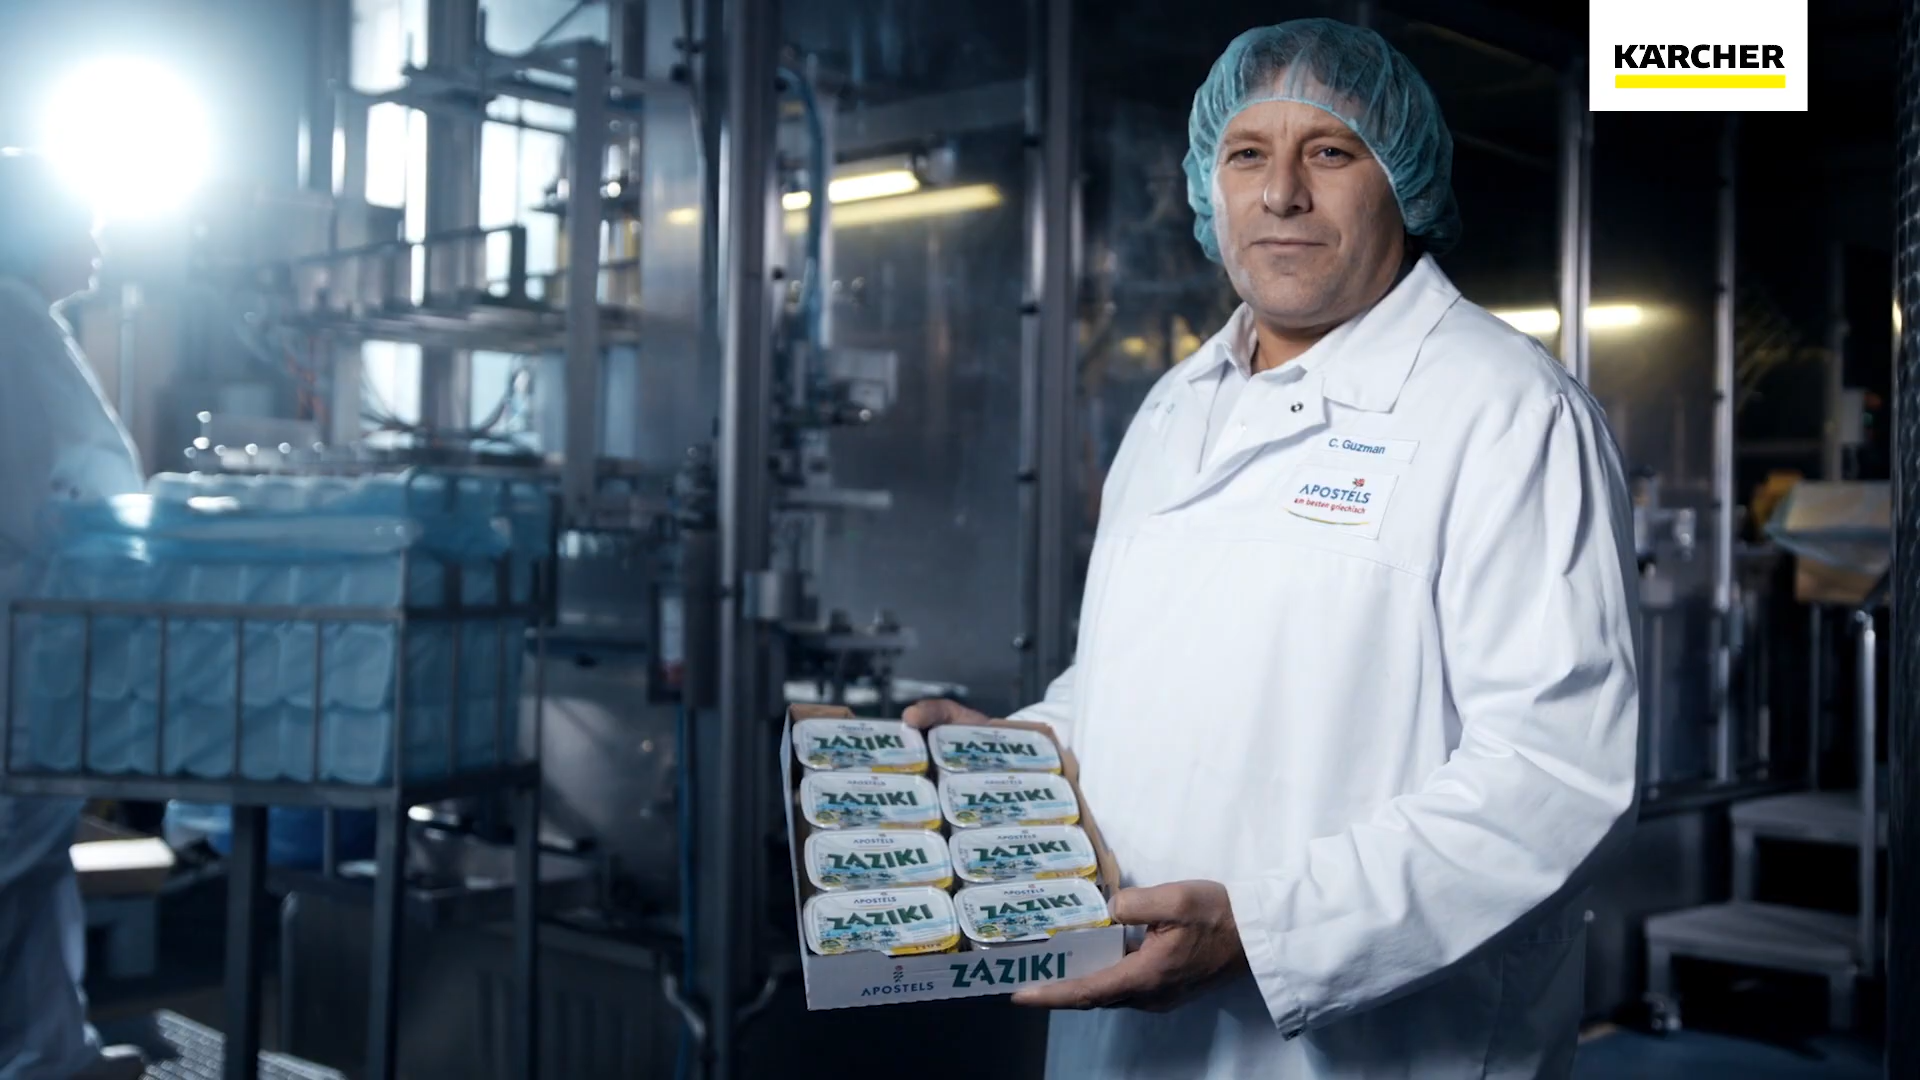 KÄRCHER
C. Guzman
APOSTELS
Am besten griechisch
ZAZIKI
ZAZIKI
APOSTELS
ZAZIKI
APOSTELS
ZAZIKI
APOSTELS
ZAZIKI
APOSTELS
ZAZIKI
APOSTELS
ZAZIKI
APOSTELS
ZAZIKI
APOSTELS ZAZIKI®